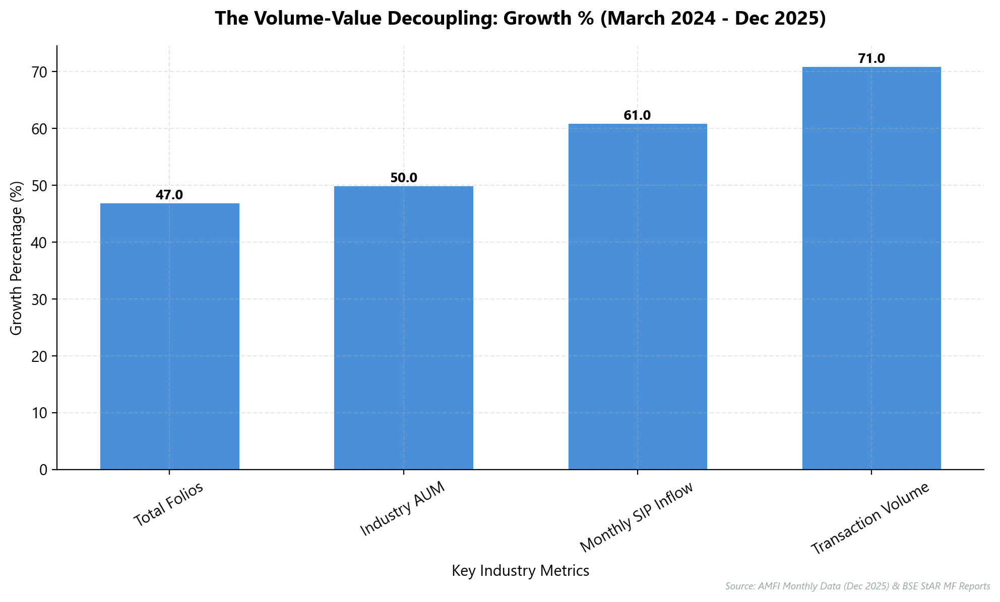 The Volume-Value Decoupling: Growth % (March 2024 - Dec 2025)
Growth Percentage (%)
70
60
50
40
30
20
10
0
47.0
50.0
61.0
71.0
Total Folios
Industry AUM
Monthly SIP Inflow
Transaction Volume
Key Industry Metrics
Source: AMFI Monthly Data (Dec 2025) & BSE StAR MF Reports